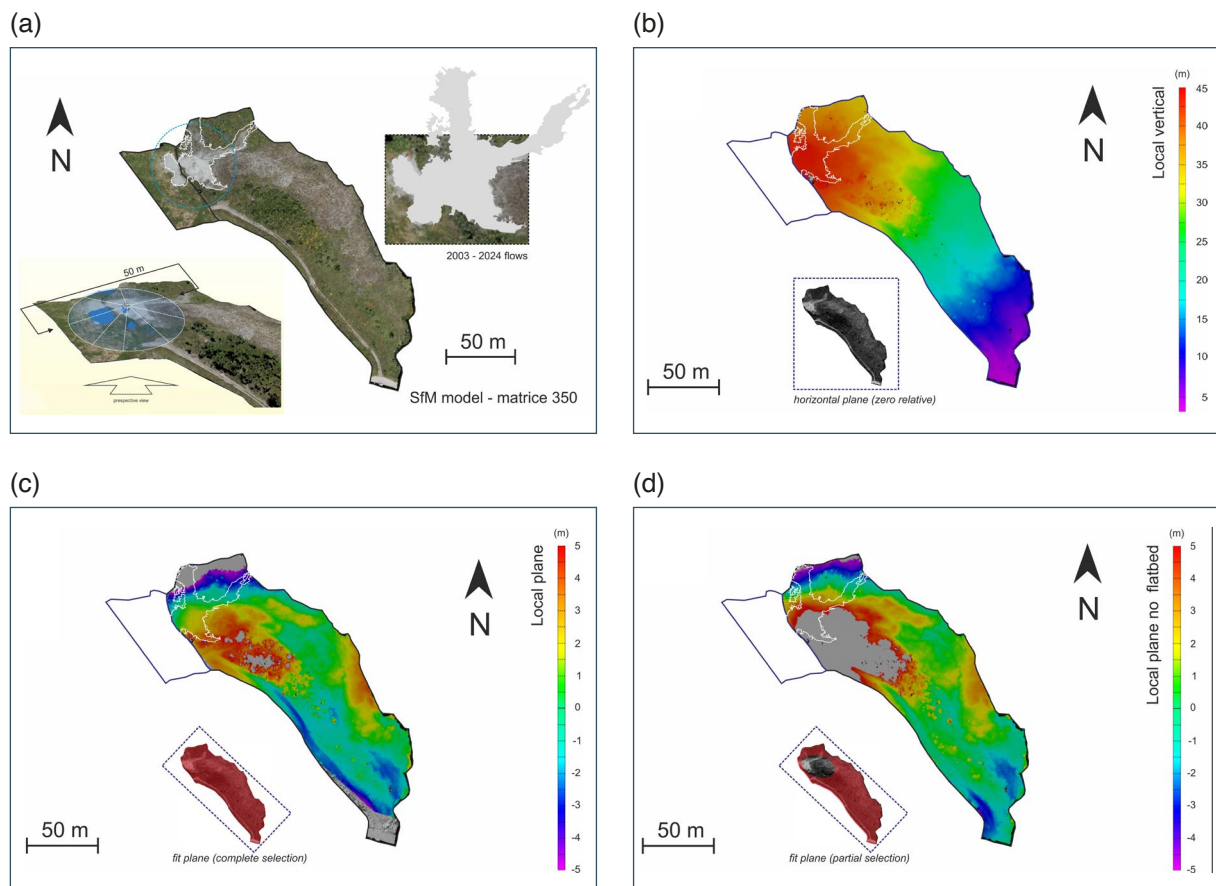 (a)
N
2003 - 2024 flows
50 m
prespective view
50 m
SfM model - matrice 350
(b)
(m)
45
40
35
30
25
20
15
10
5
Local vertical
N
50 m
horizontal plane (zero relative)
(c)
(m)
5
4
3
2
1
0
-1
-2
-3
-4
-5
Local plane
N
50 m
fit plane (complete selection)
(d)
(m)
5
4
3
2
1
0
-1
-2
-3
-4
-5
Local plane no flatbed
N
50 m
fit plane (partial selection)